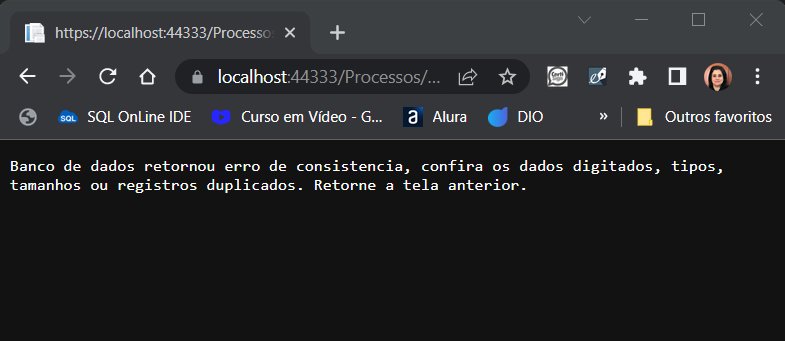 https://localhost:44333/Processos
localhost:44333/Processos/...
SQL OnLine IDE
Curso em Vídeo - G...
Alura
DIO
»
Outros favoritos
Banco de dados retornou erro de consistencia, confira os dados digitados, tipos,
tamanhos ou registros duplicados. Retorne a tela anterior.